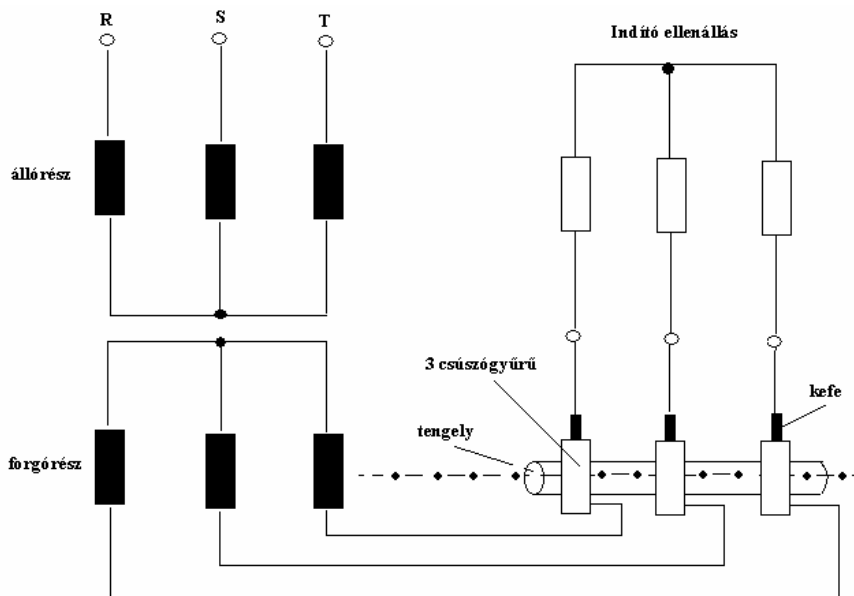 R
S
T
Indító ellenállás
állórész
3 csúszógyűrű
kefe
tengely
forgórész